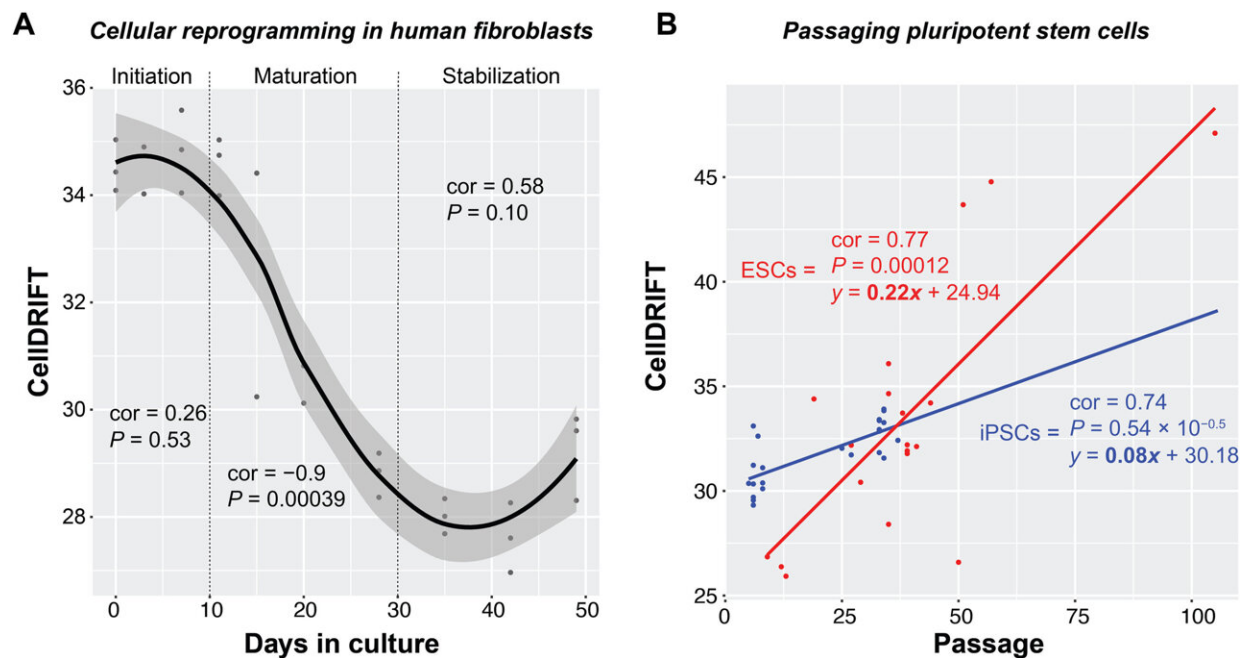 A
Cellular reprogramming in human fibroblasts
Initiation
Maturation
Stabilization
36
34
32
30
28
CellDRIFT
cor = 0.58
P = 0.10
cor = 0.26
P = 0.53
cor = −0.9
P = 0.00039
0
10
20
30
40
50
Days in culture
B
Passaging pluripotent stem cells
45
40
35
30
25
CellDRIFT
ESCs =
cor = 0.77
P = 0.00012
y = 0.22x + 24.94
iPSCs =
cor = 0.74
P = 0.54 × 10⁻⁰·⁵
y = 0.08x + 30.18
0
25
50
75
100
Passage